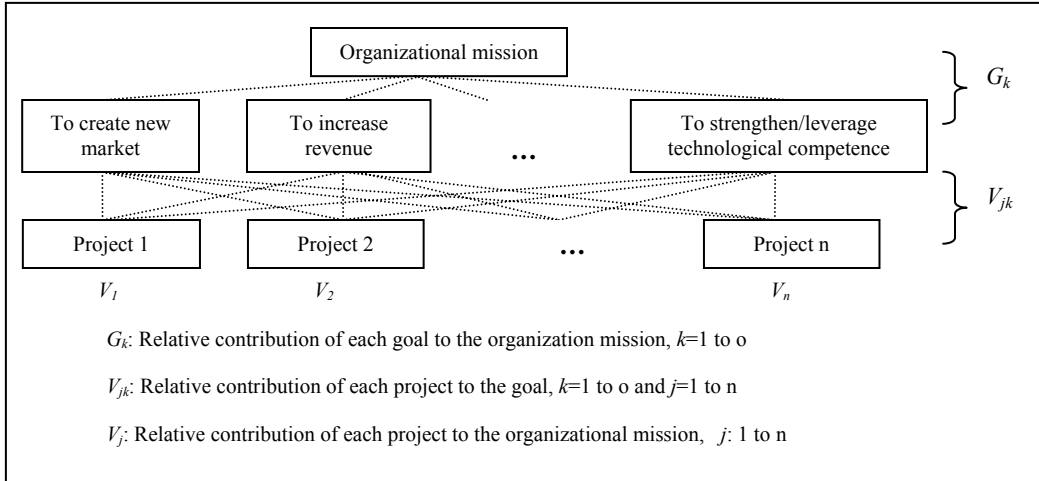 Organizational mission
G_k
To create new
market
To increase
revenue
...
To strengthen/leverage
technological competence
V_jk
Project 1
Project 2
...
Project n
V_1
V_2
V_n
G_k: Relative contribution of each goal to the organization mission, k=1 to o
V_jk: Relative contribution of each project to the goal, k=1 to o and j=1 to n
V_j: Relative contribution of each project to the organizational mission, j: 1 to n